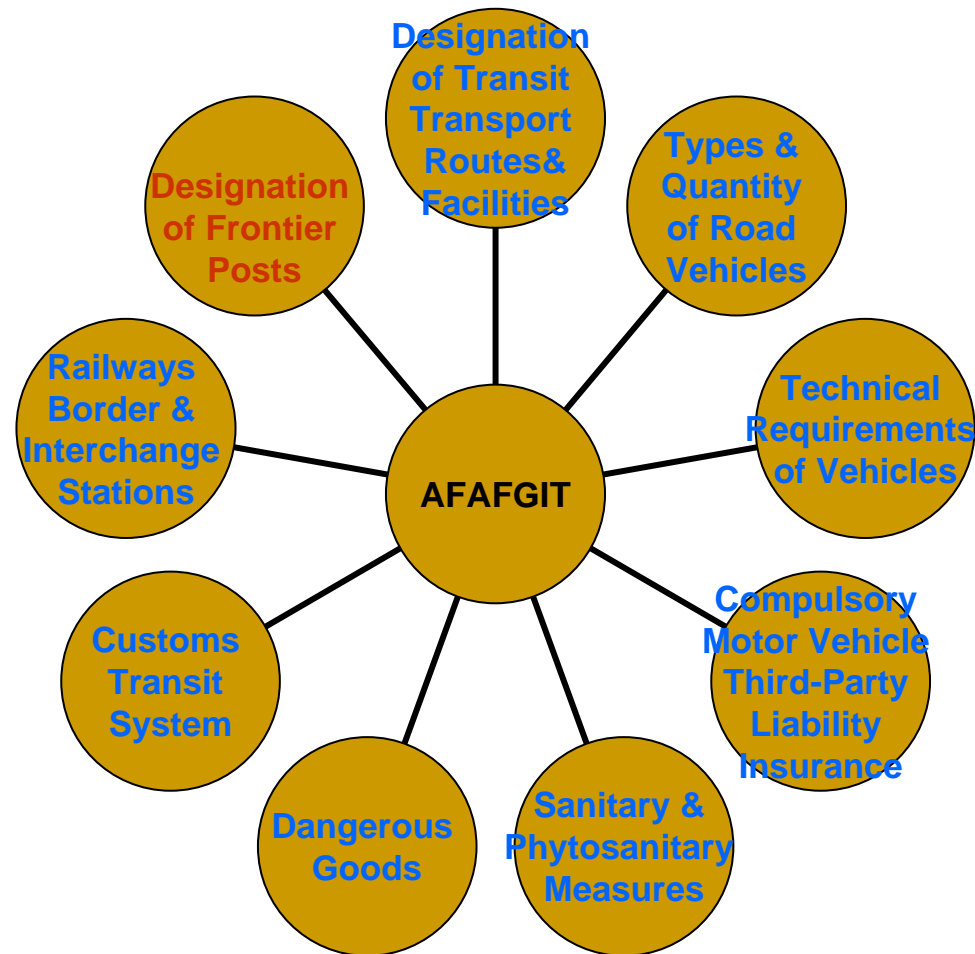 Designation
of Transit
Transport
Routes&
Facilities
Types &
Quantity
of Road
Vehicles
Technical
Requirements
of Vehicles
Compulsory
Motor Vehicle
Third-Party
Liability
Insurance
Sanitary &
Phytosanitary
Measures
Dangerous
Goods
Customs
Transit
System
Railways
Border &
Interchange
Stations
Designation
of Frontier
Posts
AFAFGIT